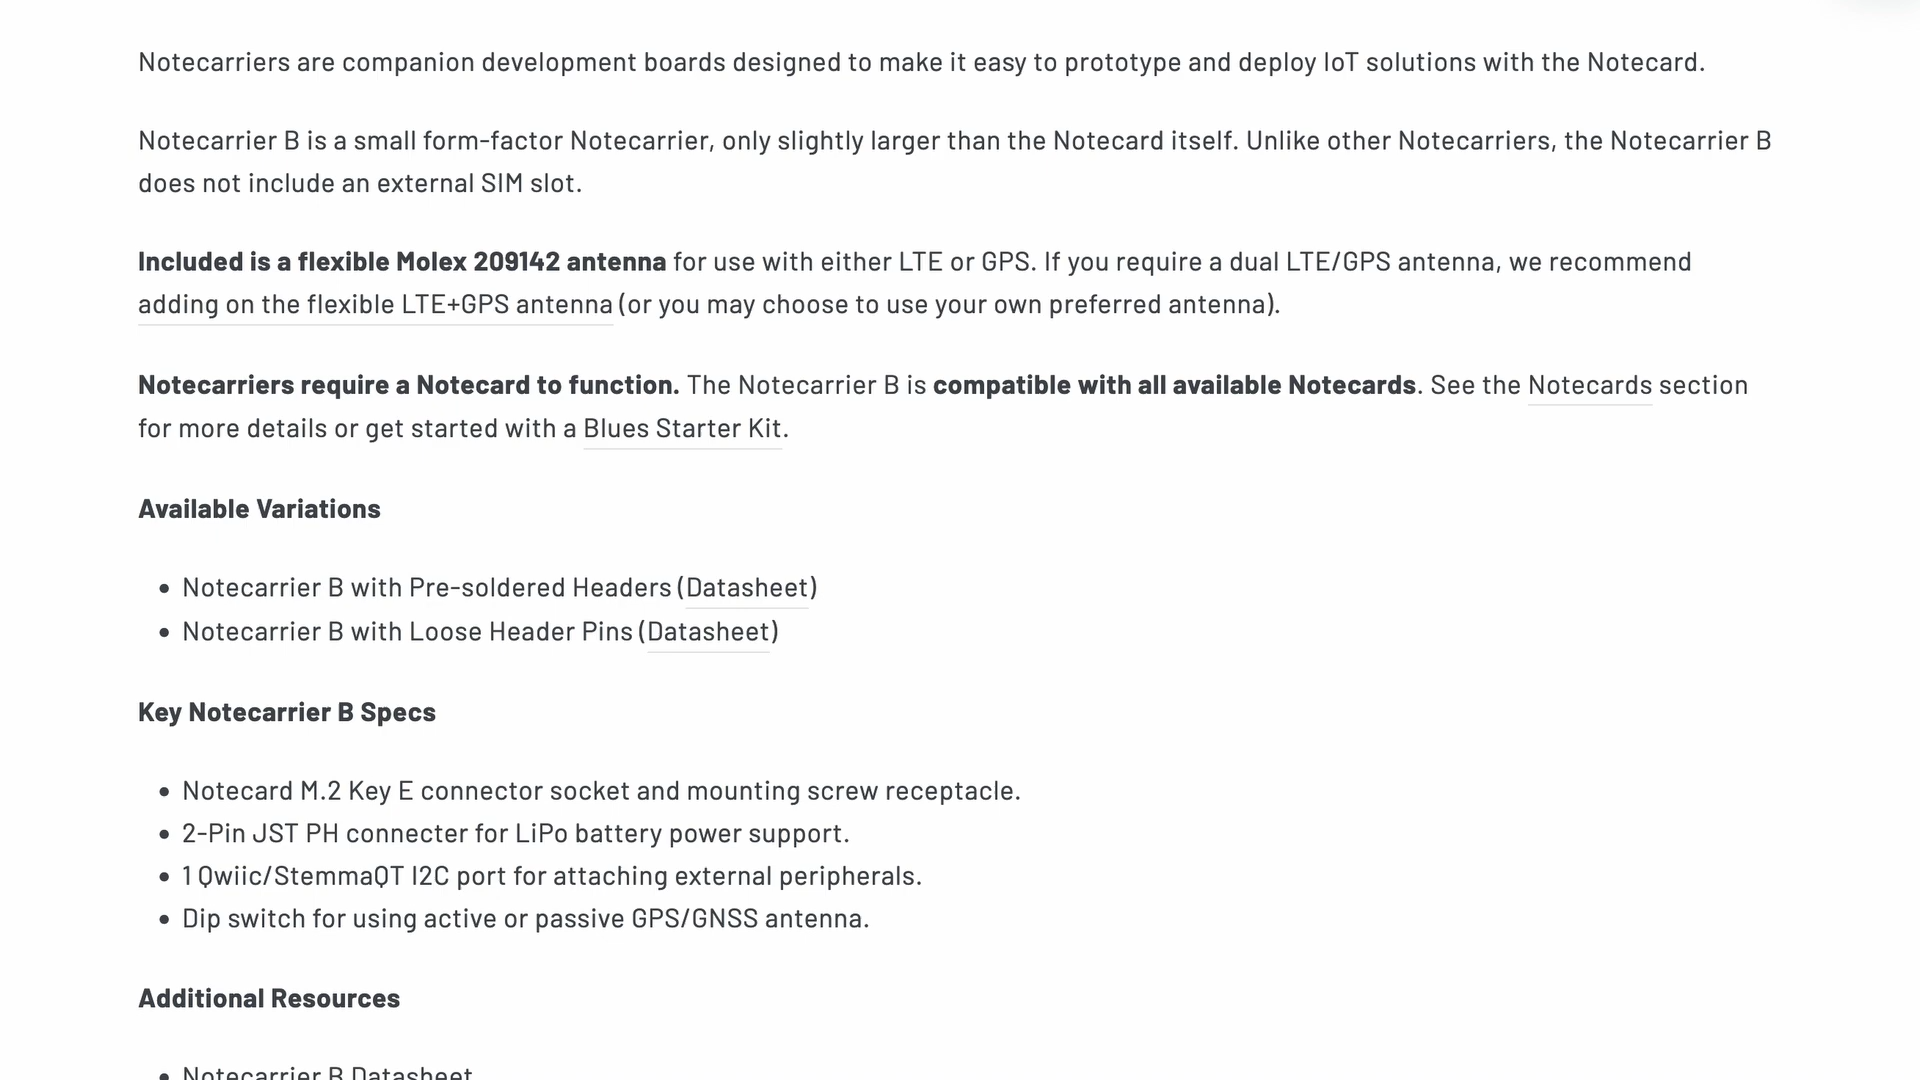 Notecarriers are companion development boards designed to make it easy to prototype and deploy IoT solutions with the Notecard.
Notecarrier B is a small form-factor Notecarrier, only slightly larger than the Notecard itself. Unlike other Notecarriers, the Notecarrier B
does not include an external SIM slot.
Included is a flexible Molex 209142 antenna for use with either LTE or GPS. If you require a dual LTE/GPS antenna, we recommend
adding on the flexible LTE+GPS antenna (or you may choose to use your own preferred antenna).
Notecarriers require a Notecard to function. The Notecarrier B is compatible with all available Notecards. See the Notecards section
for more details or get started with a Blues Starter Kit.
Available Variations
• Notecarrier B with Pre-soldered Headers (Datasheet)
• Notecarrier B with Loose Header Pins (Datasheet)
Key Notecarrier B Specs
• Notecard M.2 Key E connector socket and mounting screw receptacle.
• 2-Pin JST PH connecter for LiPo battery power support.
• 1 Qwiic/StemmaQT I2C port for attaching external peripherals.
• Dip switch for using active or passive GPS/GNSS antenna.
Additional Resources
• Notecarrier B Datasheet